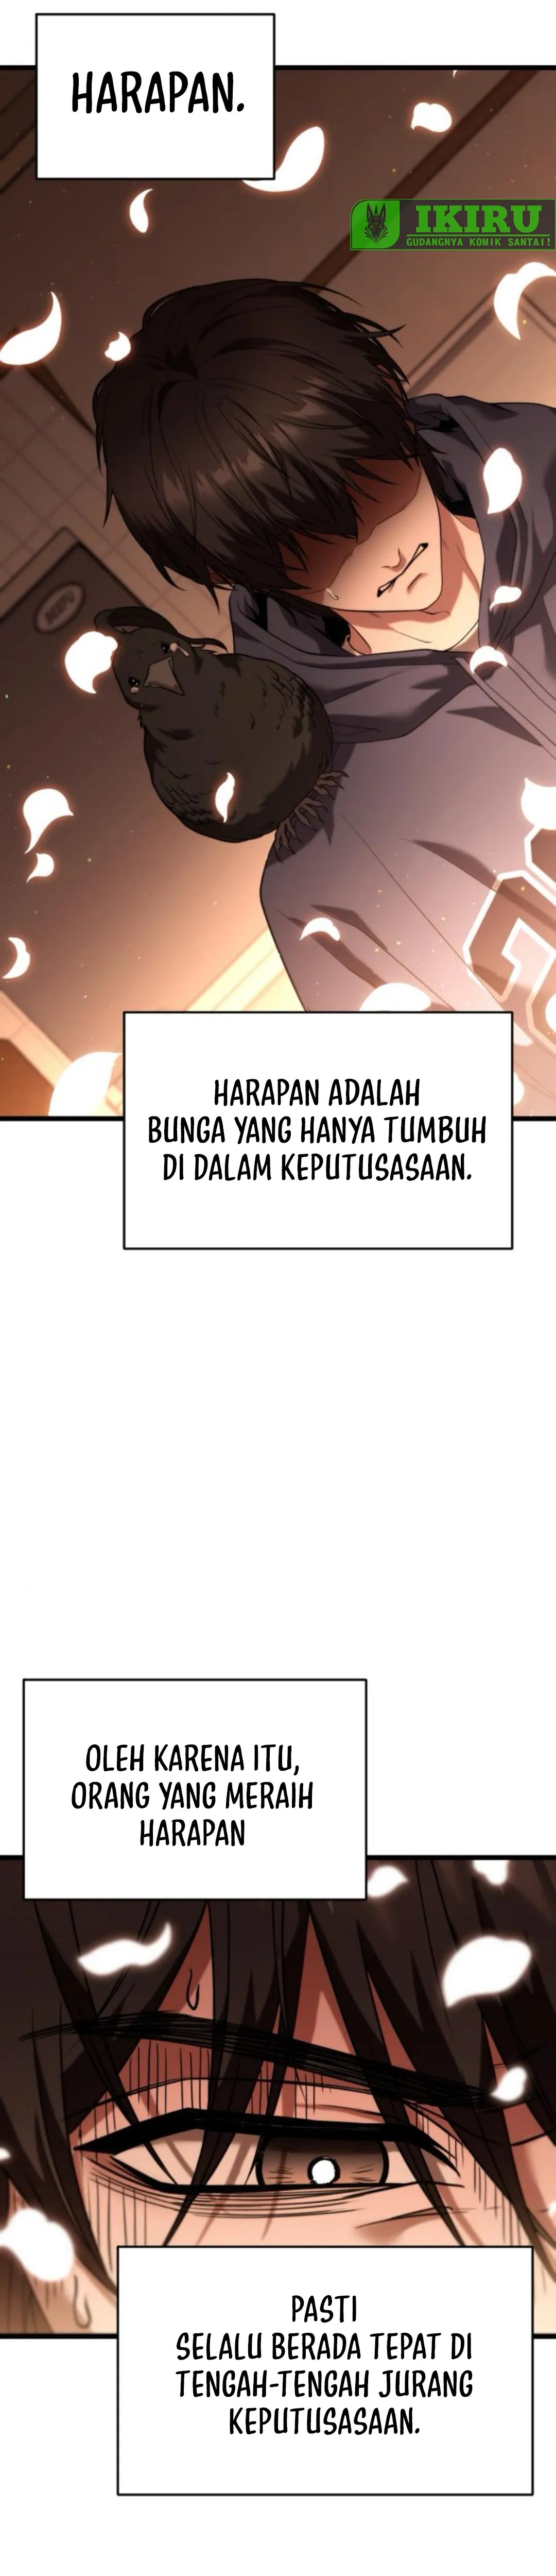 HARAPAN.
IKIRU
GUDANGNYA KOMIK SANTAI!
HARAPAN ADALAH
BUNGA YANG HANYA TUMBUH
DI DALAM KEPUTUSASAAN.
OLEH KARENA ITU,
ORANG YANG MERAIH
HARAPAN
PASTI
SELALU BERADA TEPAT DI
TENGAH-TENGAH JURANG
KEPUTUSASAAN.